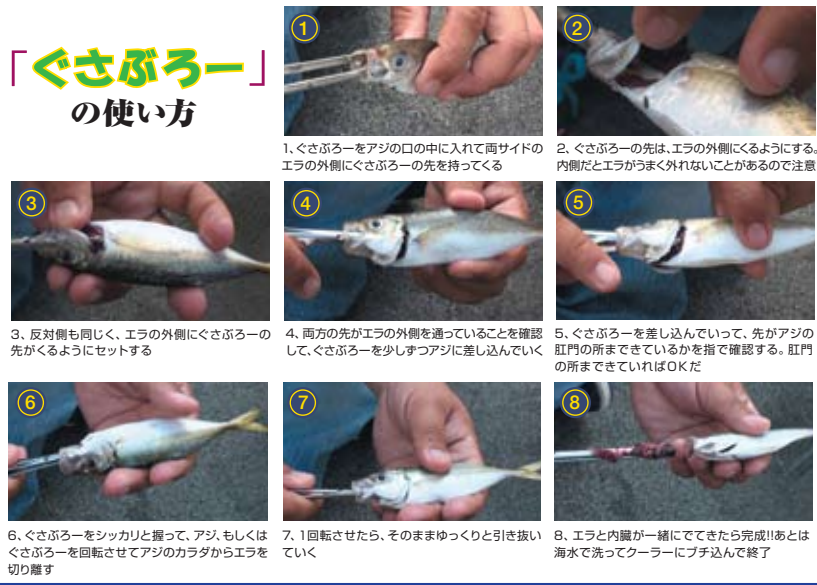 「ぐさぶろー」
の使い方
1
1、ぐさぶろーをアジの口の中に入れて両サイドの
エラの外側にぐさぶろーの先を持ってくる
2
2、ぐさぶろーの先は、エラの外側にくるようにする。
内側だとエラがうまく外れないことがあるので注意
3
3、反対側も同じく、エラの外側にぐさぶろーの
先がくるようにセットする
4
4、両方の先がエラの外側を通っていることを確認
して、ぐさぶろーを少しずつアジに差し込んでいく
5
5、ぐさぶろーを差し込んでいって、先がアジの
肛門の所まできているかを指で確認する。肛門
の所まできていればOKだ
6
6、ぐさぶろーをシッカリと握って、アジ、もしくは
ぐさぶろーを回転させてアジのカラダからエラを
切り離す
7
7、1回転させたら、そのままゆっくりと引き抜い
ていく
8
8、エラと内臓が一緒にでてきたら完成!!あとは
海水で洗ってクーラーにブチ込んで終了